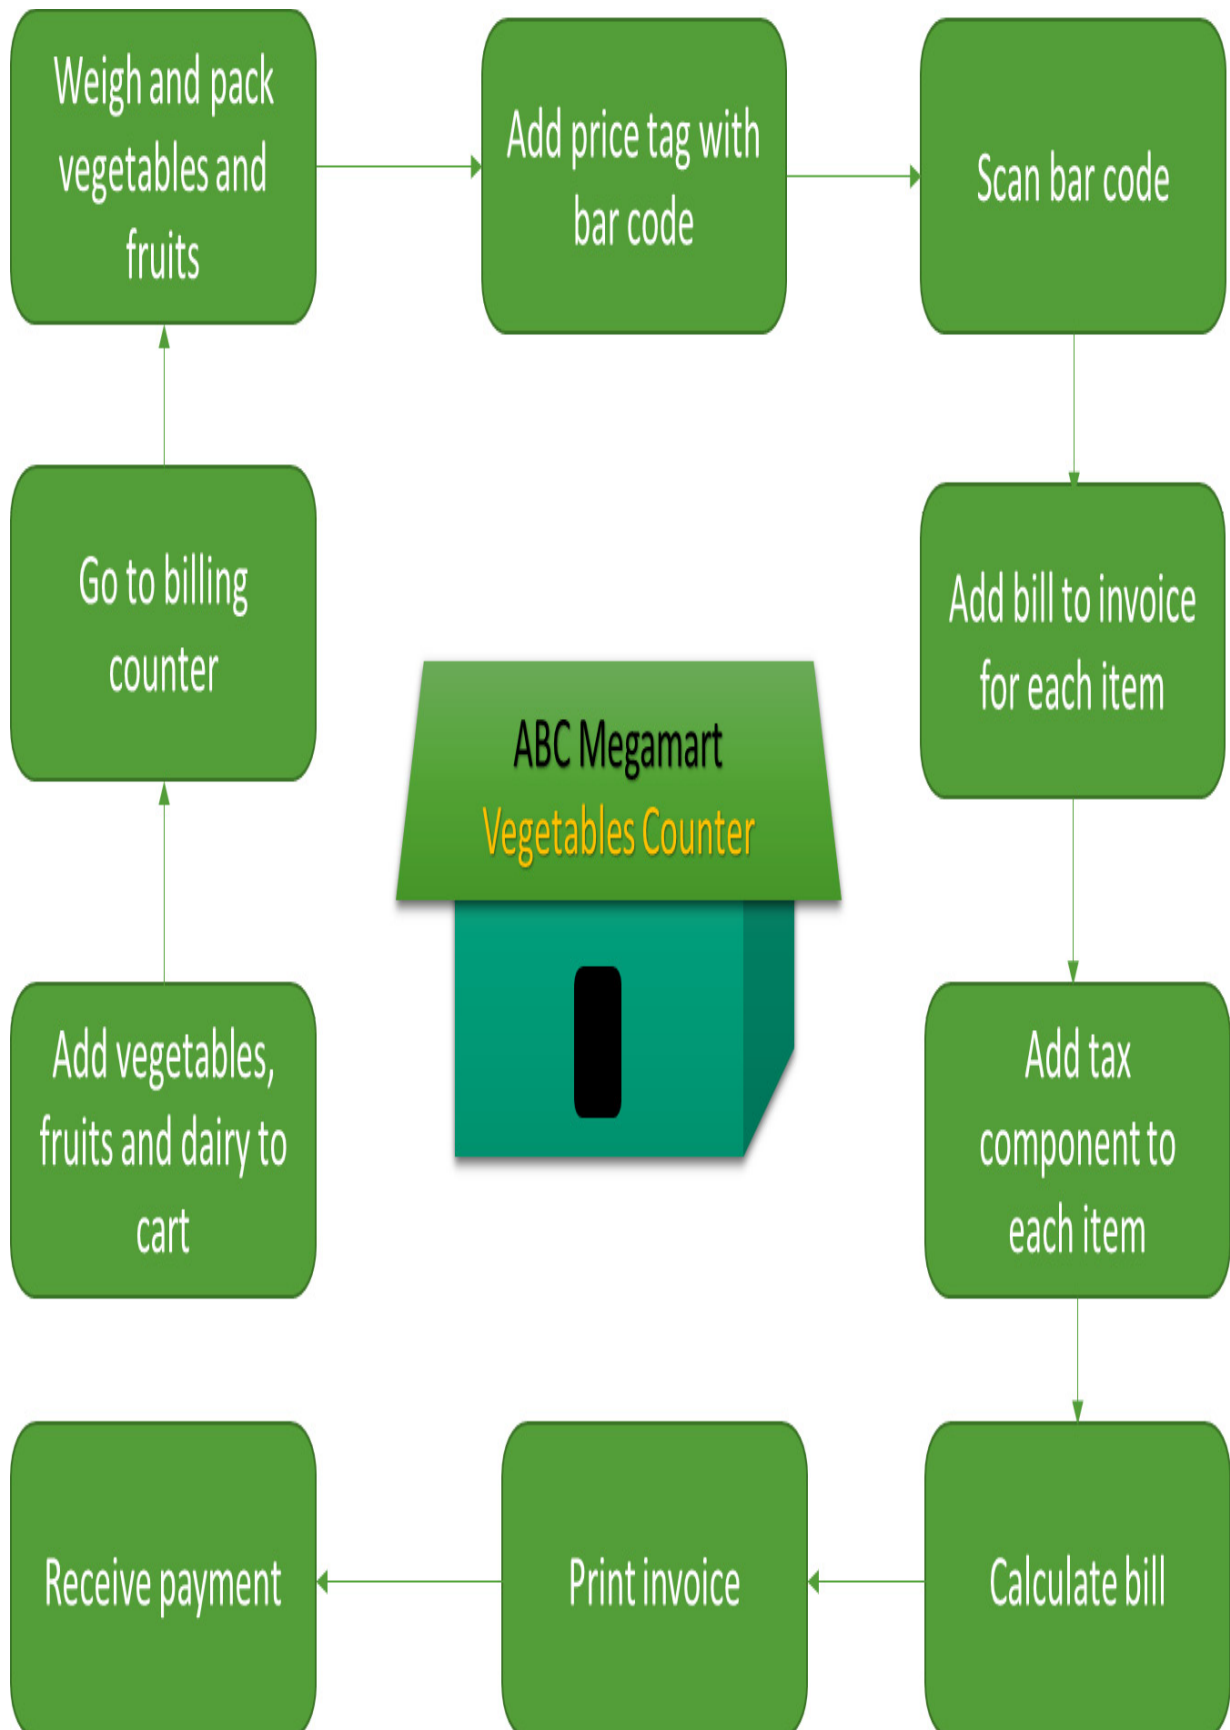 Weigh and pack
vegetables and
fruits
Add price tag with
bar code
Scan bar code
Go to billing
counter
Add bill to invoice
for each item
ABC Megamart
Vegetables Counter
Add vegetables,
fruits and dairy to
cart
Add tax
component to
each item
Receive payment
Print invoice
Calculate bill